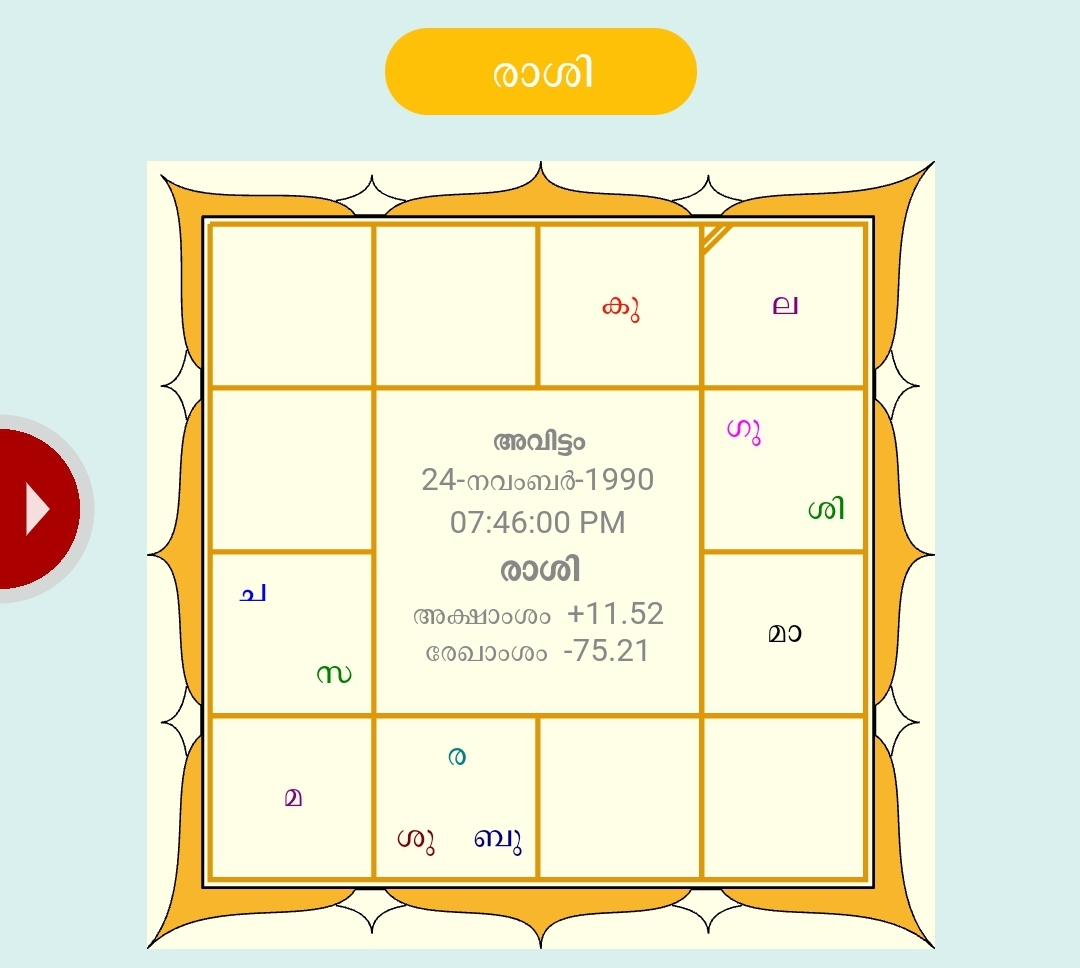 രാശി
കു
ല
അവിട്ടം
24-നവംബർ-1990
07:46:00 PM
രാശി
അക്ഷാംശം +11.52
രേഖാംശം -75.21
ഗു
ശി
ച
സ
മാ
മ
ര
ശു ബു